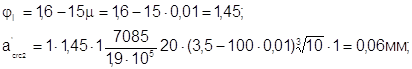 φₗ = 1,6 – 15μ = 1,6 – 15 · 0,01 = 1,45;
a'crc2 = 1 · 1,45 · 1 7085/1,9 · 10⁵ 20 · (3,5 – 100 · 0,01)∛10 · 1 = 0,06мм;